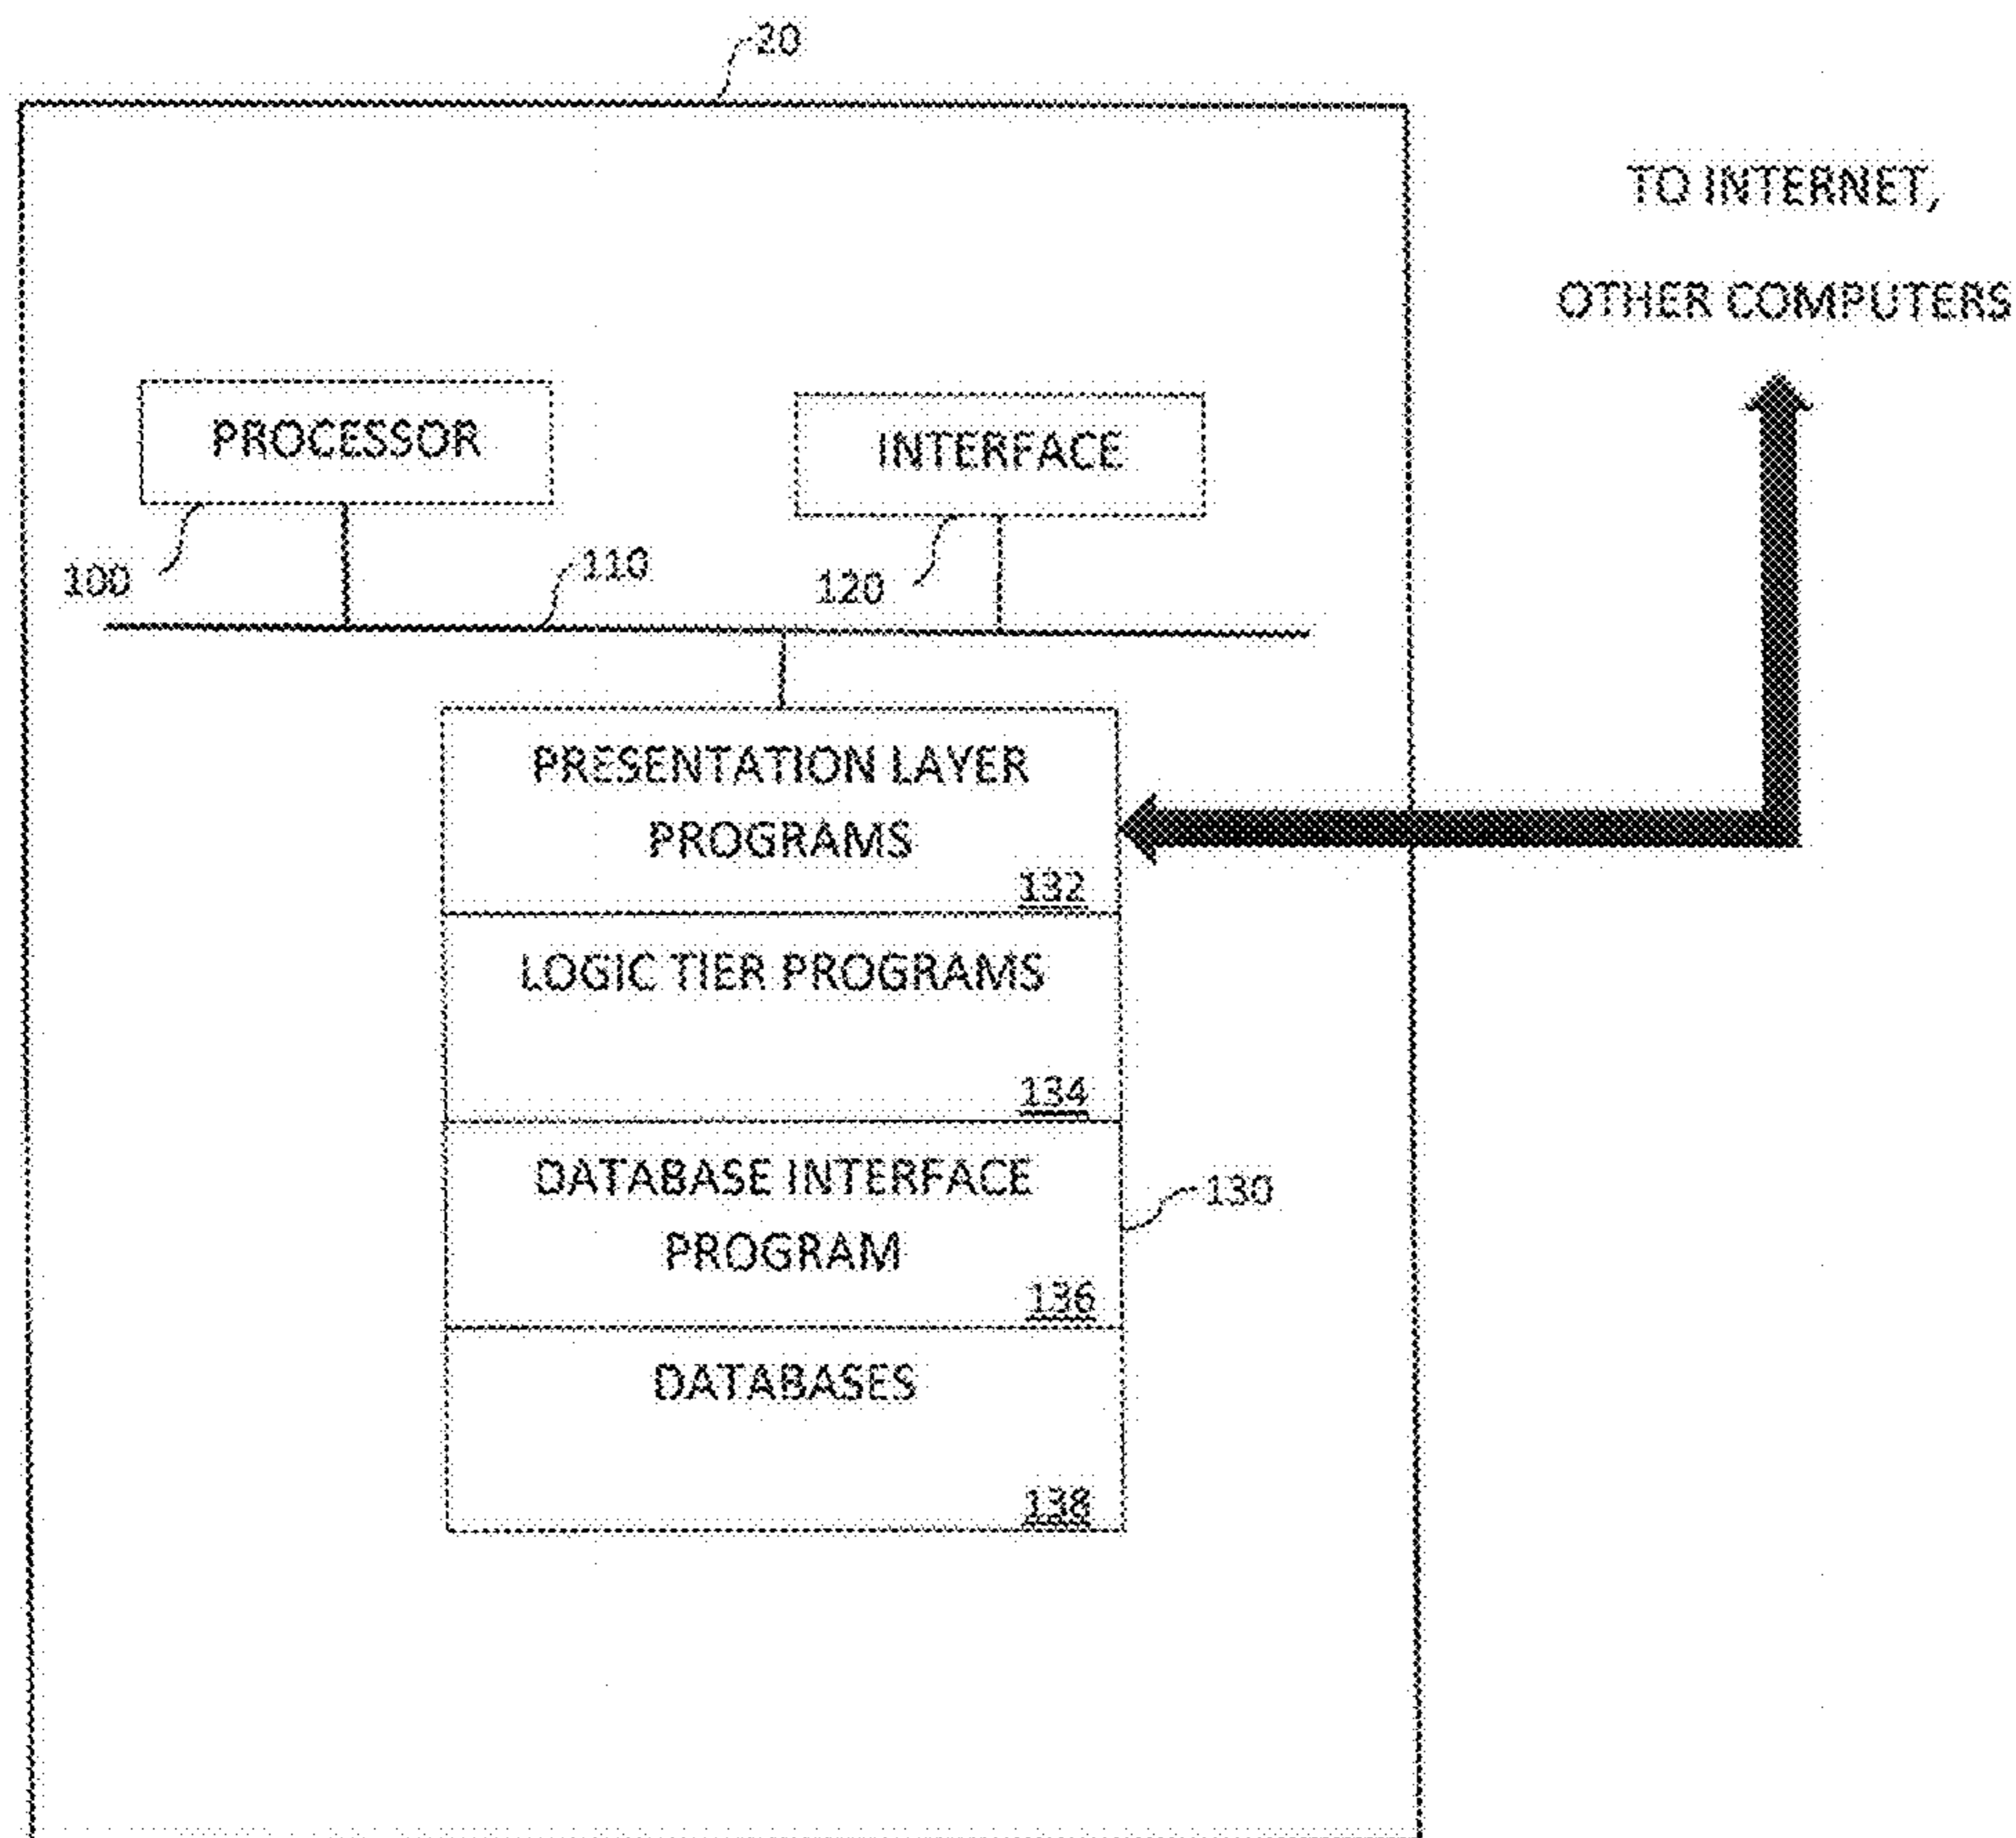 20
TO INTERNET,
OTHER COMPUTERS
PROCESSOR
INTERFACE
100
110
120
PRESENTATION LAYER
PROGRAMS
132
LOGIC TIER PROGRAMS
134
DATABASE INTERFACE
PROGRAM
130
136
DATABASES
138